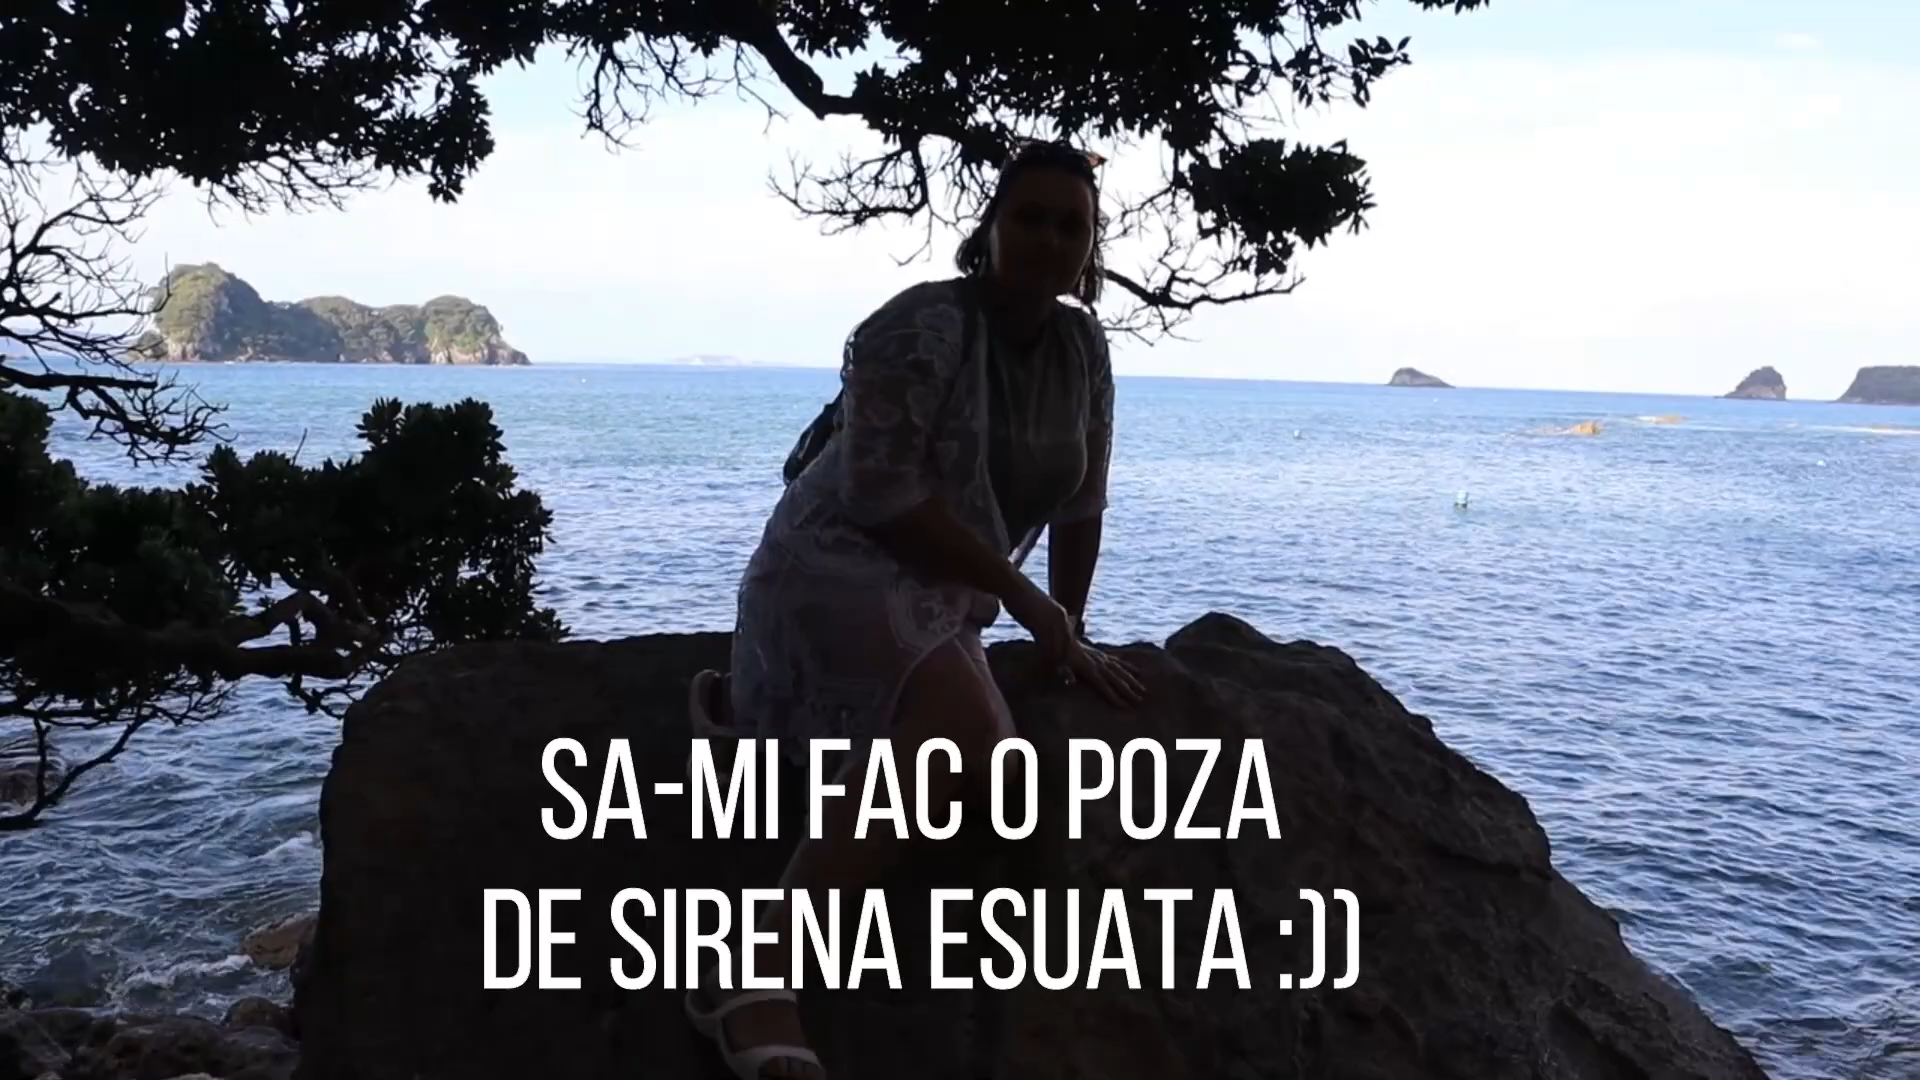 SA-MI FAC O POZA
DE SIRENA ESUATA :))